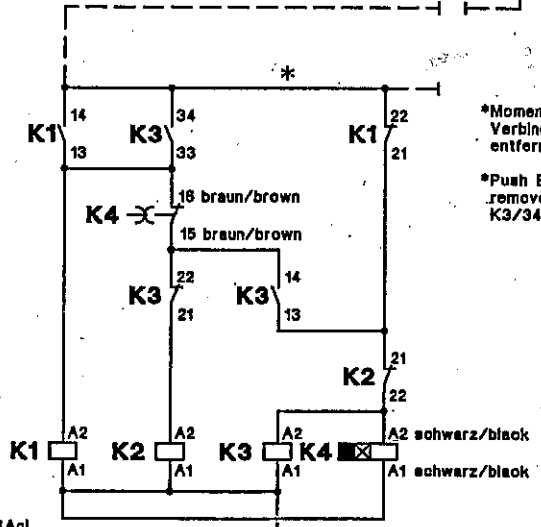 *
14 34 22
K1 K3 K1
13 33 21
*Momen
Verbin
entfern
*Push B
remove
K3/34
16 braun/brown
K4
15 braun/brown
22 14
K3 K3
21 13
21
K2
22
A2 A2 A2 A2 schwarz/black
K1 K2 K3 K4
A1 A1 A1 A1 schwarz/black